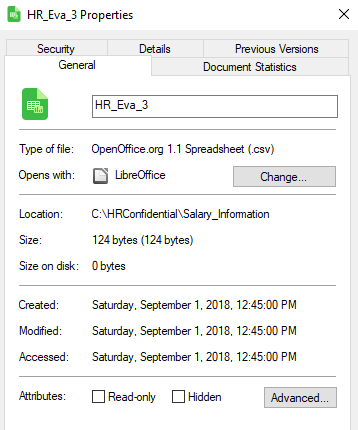 HR_Eva_3 Properties
Security Details Previous Versions
General Document Statistics
HR_Eva_3
Type of file: OpenOffice.org 1.1 Spreadsheet (.csv)
Opens with: LibreOffice Change...
Location: C:\HRConfidential\Salary_Information
Size: 124 bytes (124 bytes)
Size on disk: 0 bytes
Created: Saturday, September 1, 2018, 12:45:00 PM
Modified: Saturday, September 1, 2018, 12:45:00 PM
Accessed: Saturday, September 1, 2018, 12:45:00 PM
Attributes: Read-only Hidden Advanced...